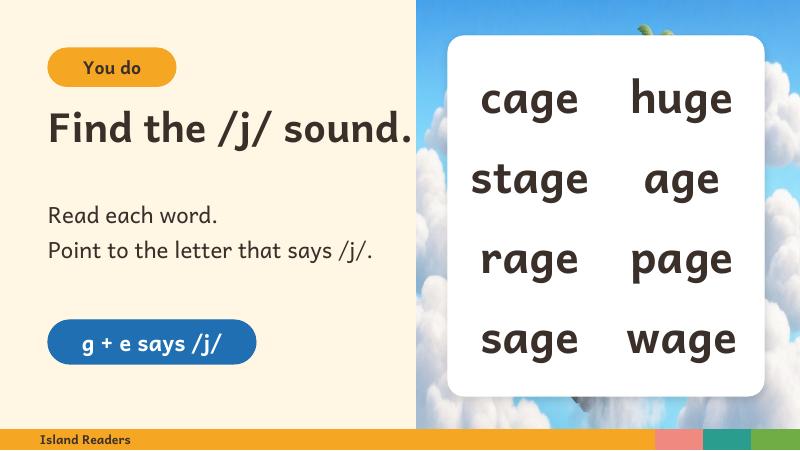 You do
Find the /j/ sound.
Read each word.
Point to the letter that says /j/.
g + e says /j/
cage huge
stage age
rage page
sage wage
Island Readers